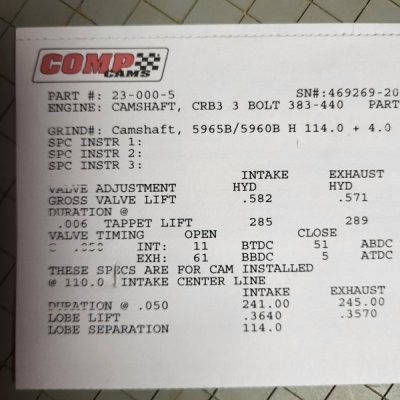 COMP
CAMS
PART #: 23-000-5 SN#:469269-20
ENGINE: CAMSHAFT, CRB3 3 BOLT 383-440 PART
GRIND#: Camshaft, 5965B/5960B H 114.0 + 4.0
SPC INSTR 1:
SPC INSTR 2:
SPC INSTR 3:
INTAKE EXHAUST
VALVE ADJUSTMENT HYD HYD
GROSS VALVE LIFT .582 .571
DURATION @
.006 TAPPET LIFT 285 289
VALVE TIMING OPEN CLOSE
@ .050 INT: 11 BTDC 51 ABDC
EXH: 61 BBDC 5 ATDC
THESE SPECS ARE FOR CAM INSTALLED
@ 110.0 INTAKE CENTER LINE
INTAKE EXHAUST
DURATION @ .050 241.00 245.00
LOBE LIFT .3640 .3570
LOBE SEPARATION 114.0